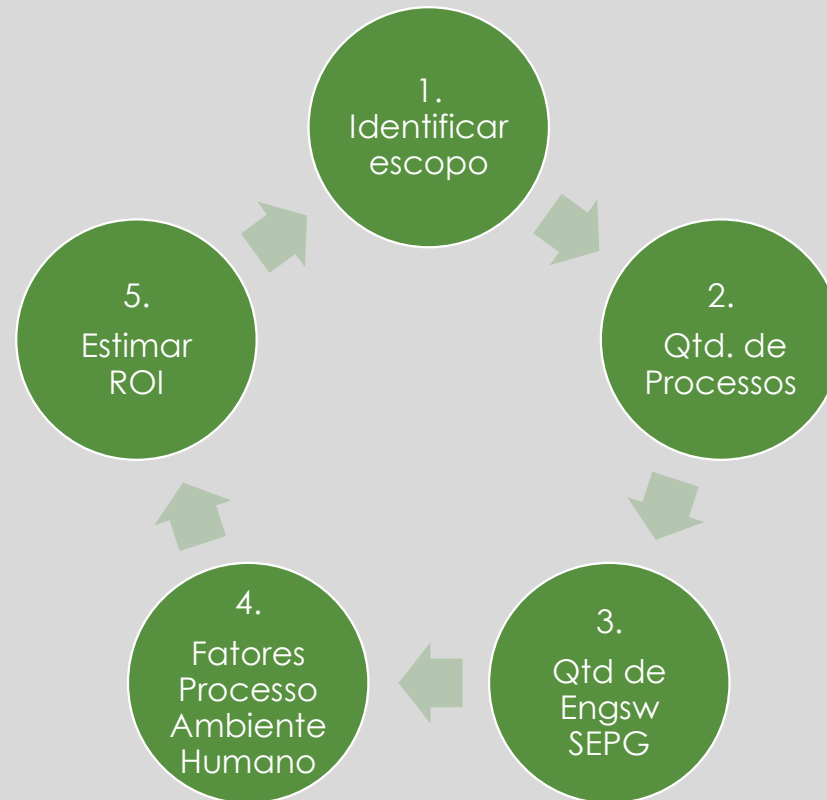 1.
Identificar
escopo
2.
Qtd. de
Processos
3.
Qtd de
Engsw
SEPG
4.
Fatores
Processo
Ambiente
Humano
5.
Estimar
ROI